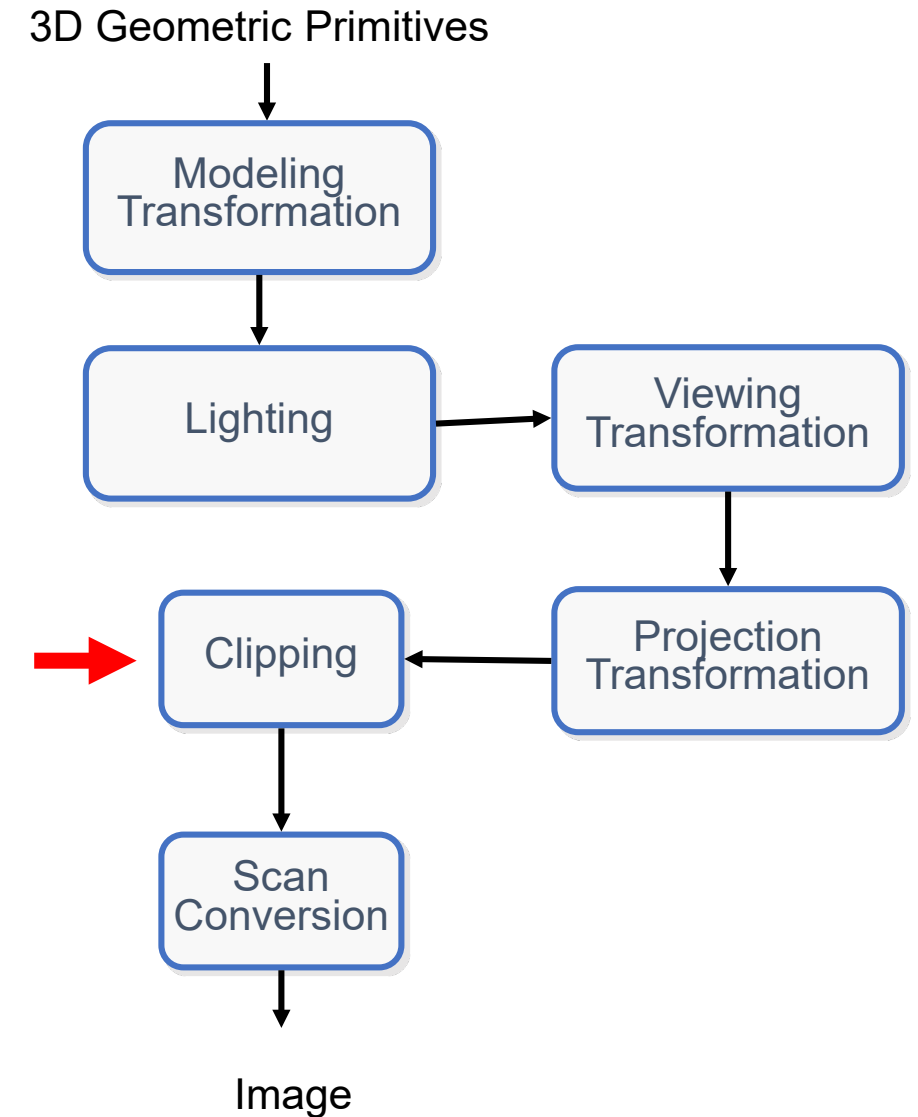 3D Geometric Primitives
Modeling
Transformation
Lighting
Viewing
Transformation
Projection
Transformation
Clipping
Scan
Conversion
Image